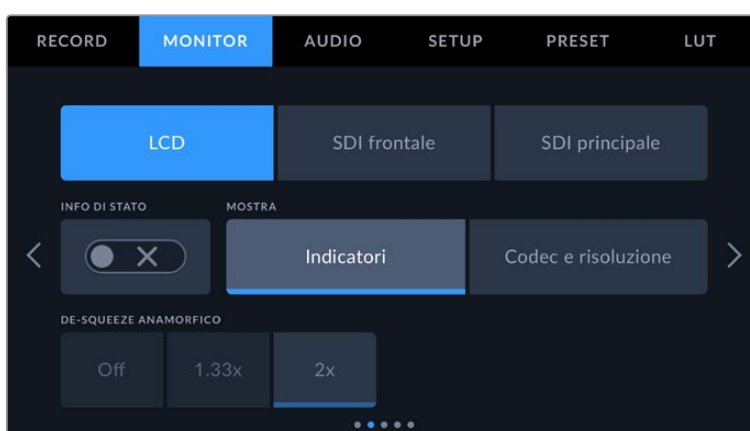 RECORD MONITOR AUDIO SETUP PRESET LUT
LCD SDI frontale SDI principale
INFO DI STATO MOSTRA
Indicatori Codec e risoluzione
DE-SQUEEZE ANAMORFICO
Off 1.33x 2x